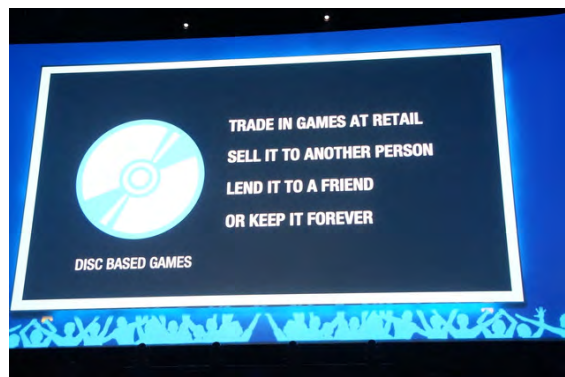 TRADE IN GAMES AT RETAIL
SELL IT TO ANOTHER PERSON
LEND IT TO A FRIEND
OR KEEP IT FOREVER
DISC BASED GAMES